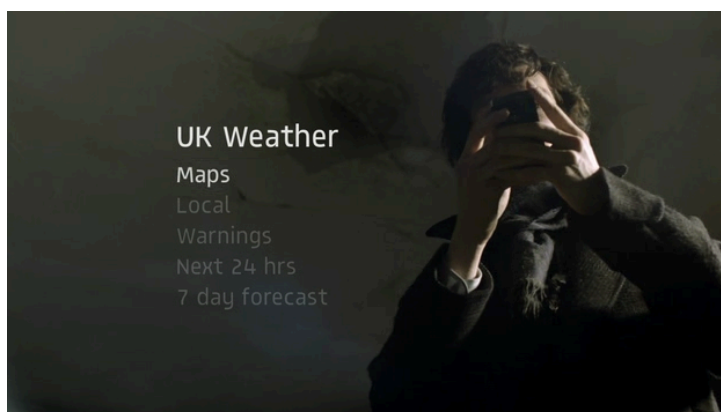 UK Weather
Maps
Local
Warnings
Next 24 hrs
7 day forecast